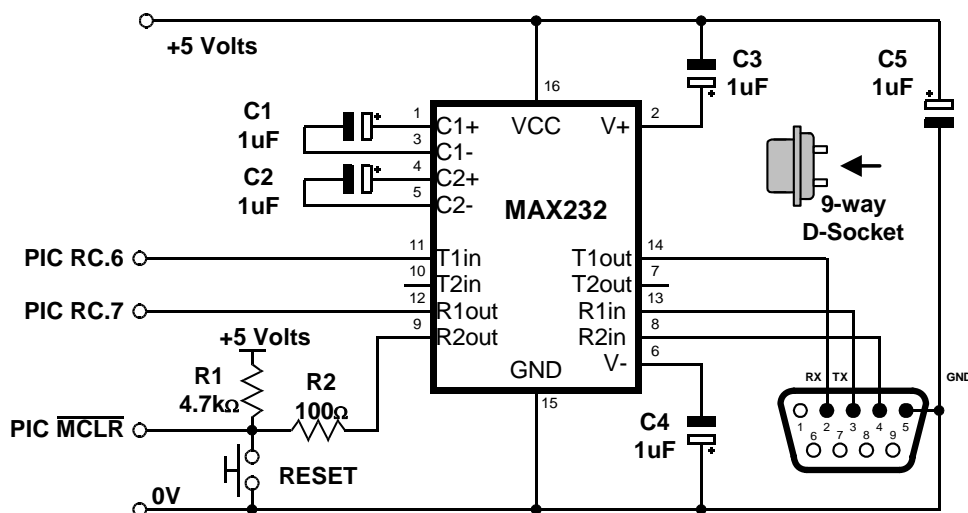 +5 Volts
C1
1uF
C2
1uF
C3
1uF
C5
1uF
16
1
3
4
5
2
C1+
C1-
C2+
C2-
VCC
V+
MAX232
9-way
D-Socket
PIC RC.6
PIC RC.7
11
10
12
9
T1in
T2in
R1out
R2out
14
7
13
8
6
T1out
T2out
R1in
R2in
V-
GND
15
+5 Volts
R1
4.7kΩ
R2
100Ω
PIC M̅C̅L̅R̅
RESET
0V
C4
1uF
RX TX
GND
1 2 3 4 5
6 7 8 9
+
+
+
+
+